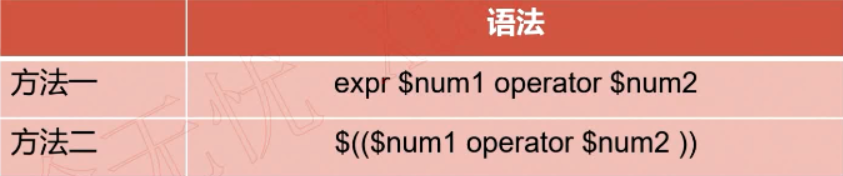 语法
方法一 expr $num1 operator $num2
方法二 $(($num1 operator $num2 ))